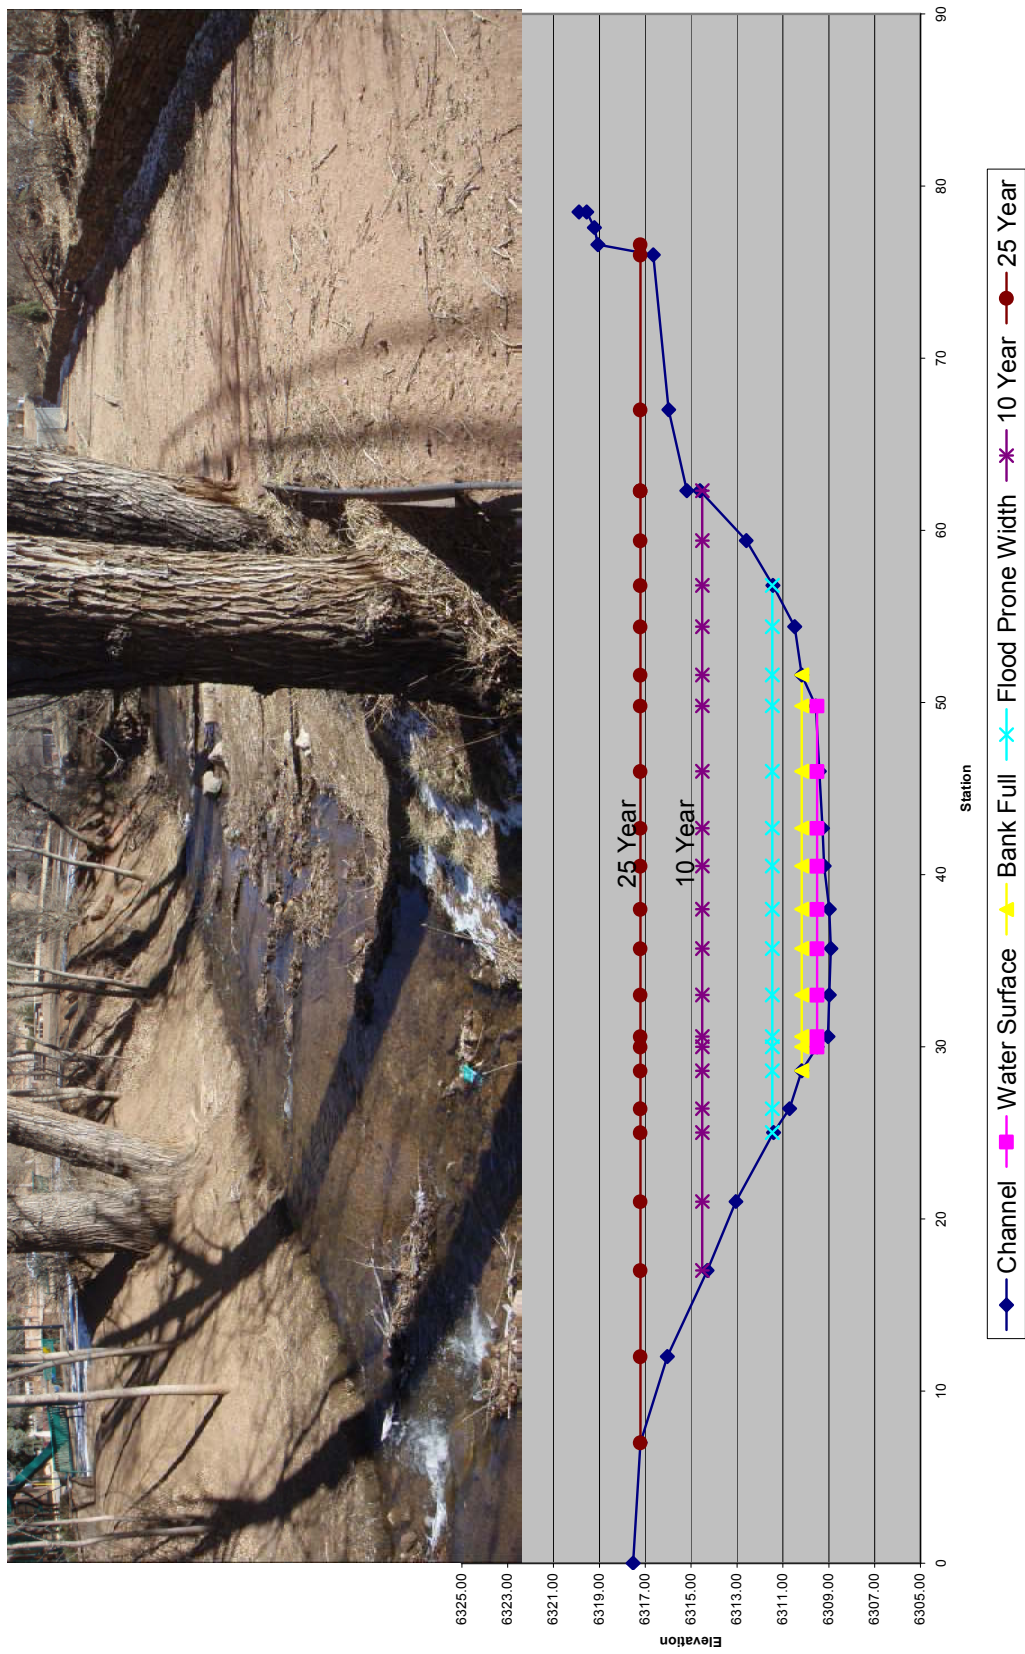 6325.00
6323.00
6321.00
6319.00
6317.00
6315.00
6313.00
6311.00
6309.00
6307.00
6305.00
Elevation
25 Year
10 Year
0 10 20 30 40 50 60 70 80 90
Station
Channel Water Surface Bank Full Flood Prone Width 10 Year 25 Year